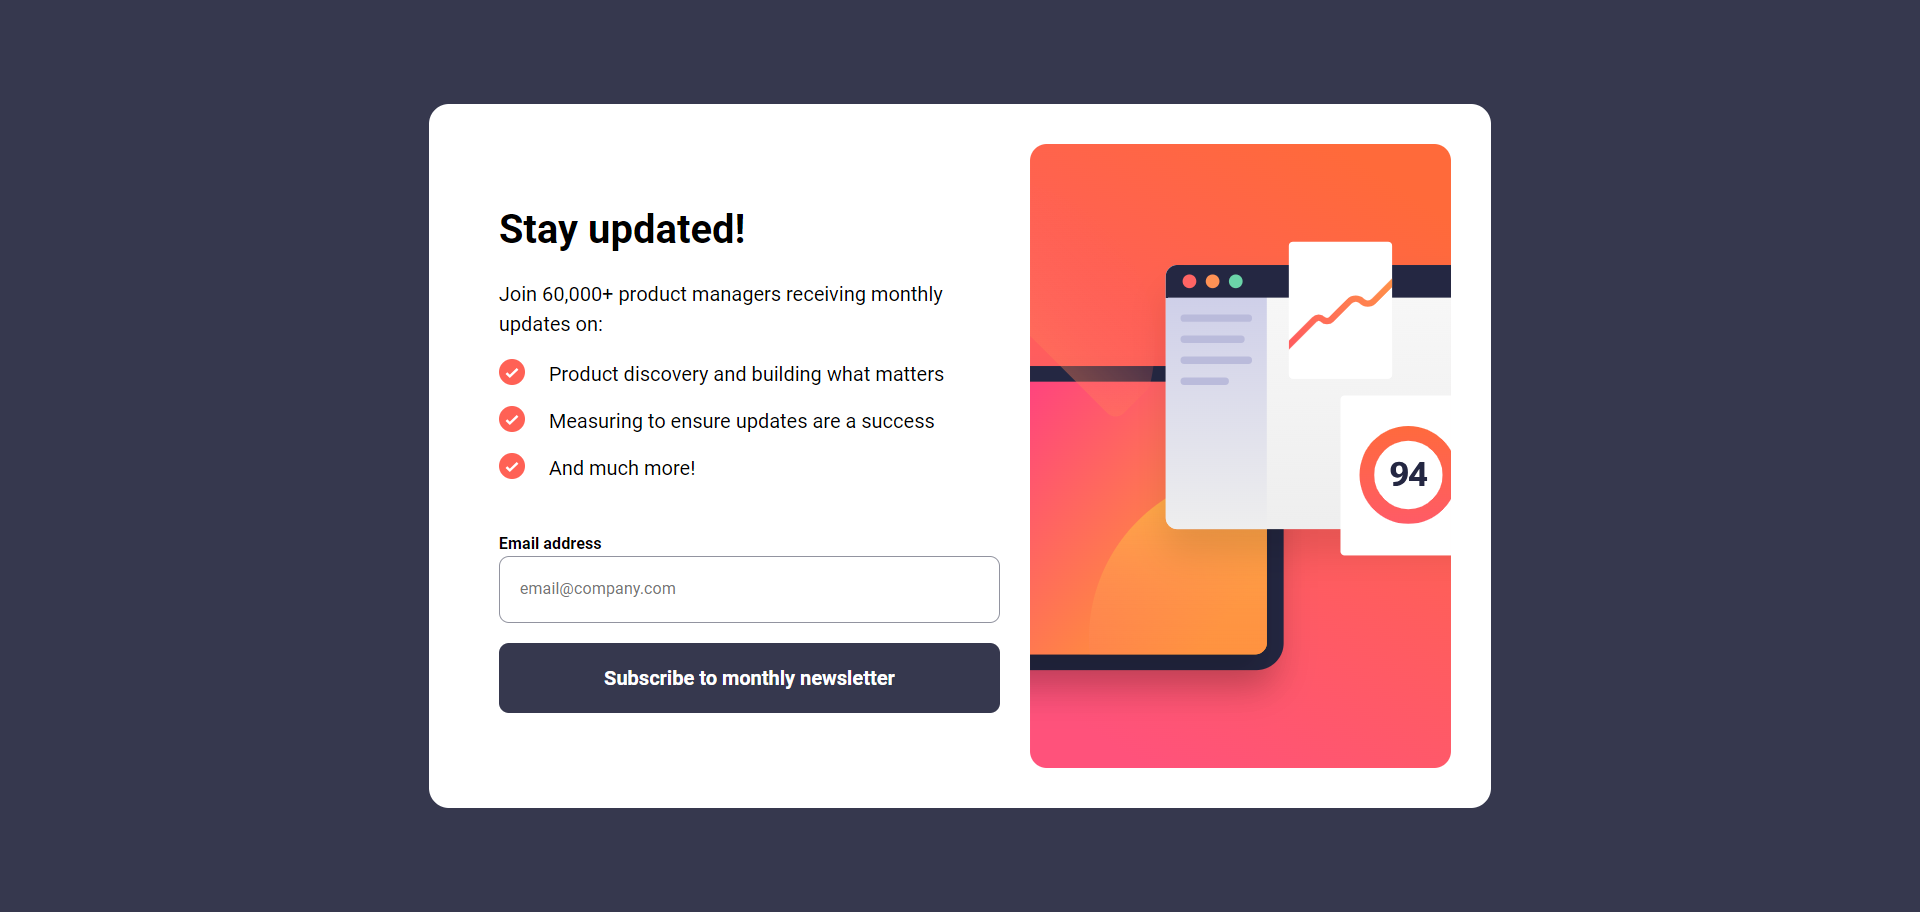 Stay updated!
Join 60,000+ product managers receiving monthly
updates on:
Product discovery and building what matters
Measuring to ensure updates are a success
And much more!
Email address
email@company.com
Subscribe to monthly newsletter
94